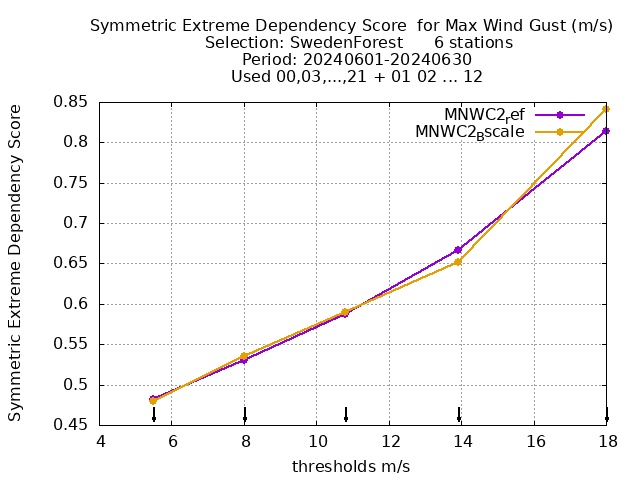 Symmetric Extreme Dependency Score  for Max Wind Gust (m/s)
Selection: SwedenForest      6 stations
Period: 20240601-20240630
Used 00,03,...,21 + 01 02 ... 12
Symmetric Extreme Dependency Score
0.85
0.8
0.75
0.7
0.65
0.6
0.55
0.5
0.45
MNWC2ref
MNWC2Bscale
4 6 8 10 12 14 16 18
thresholds m/s